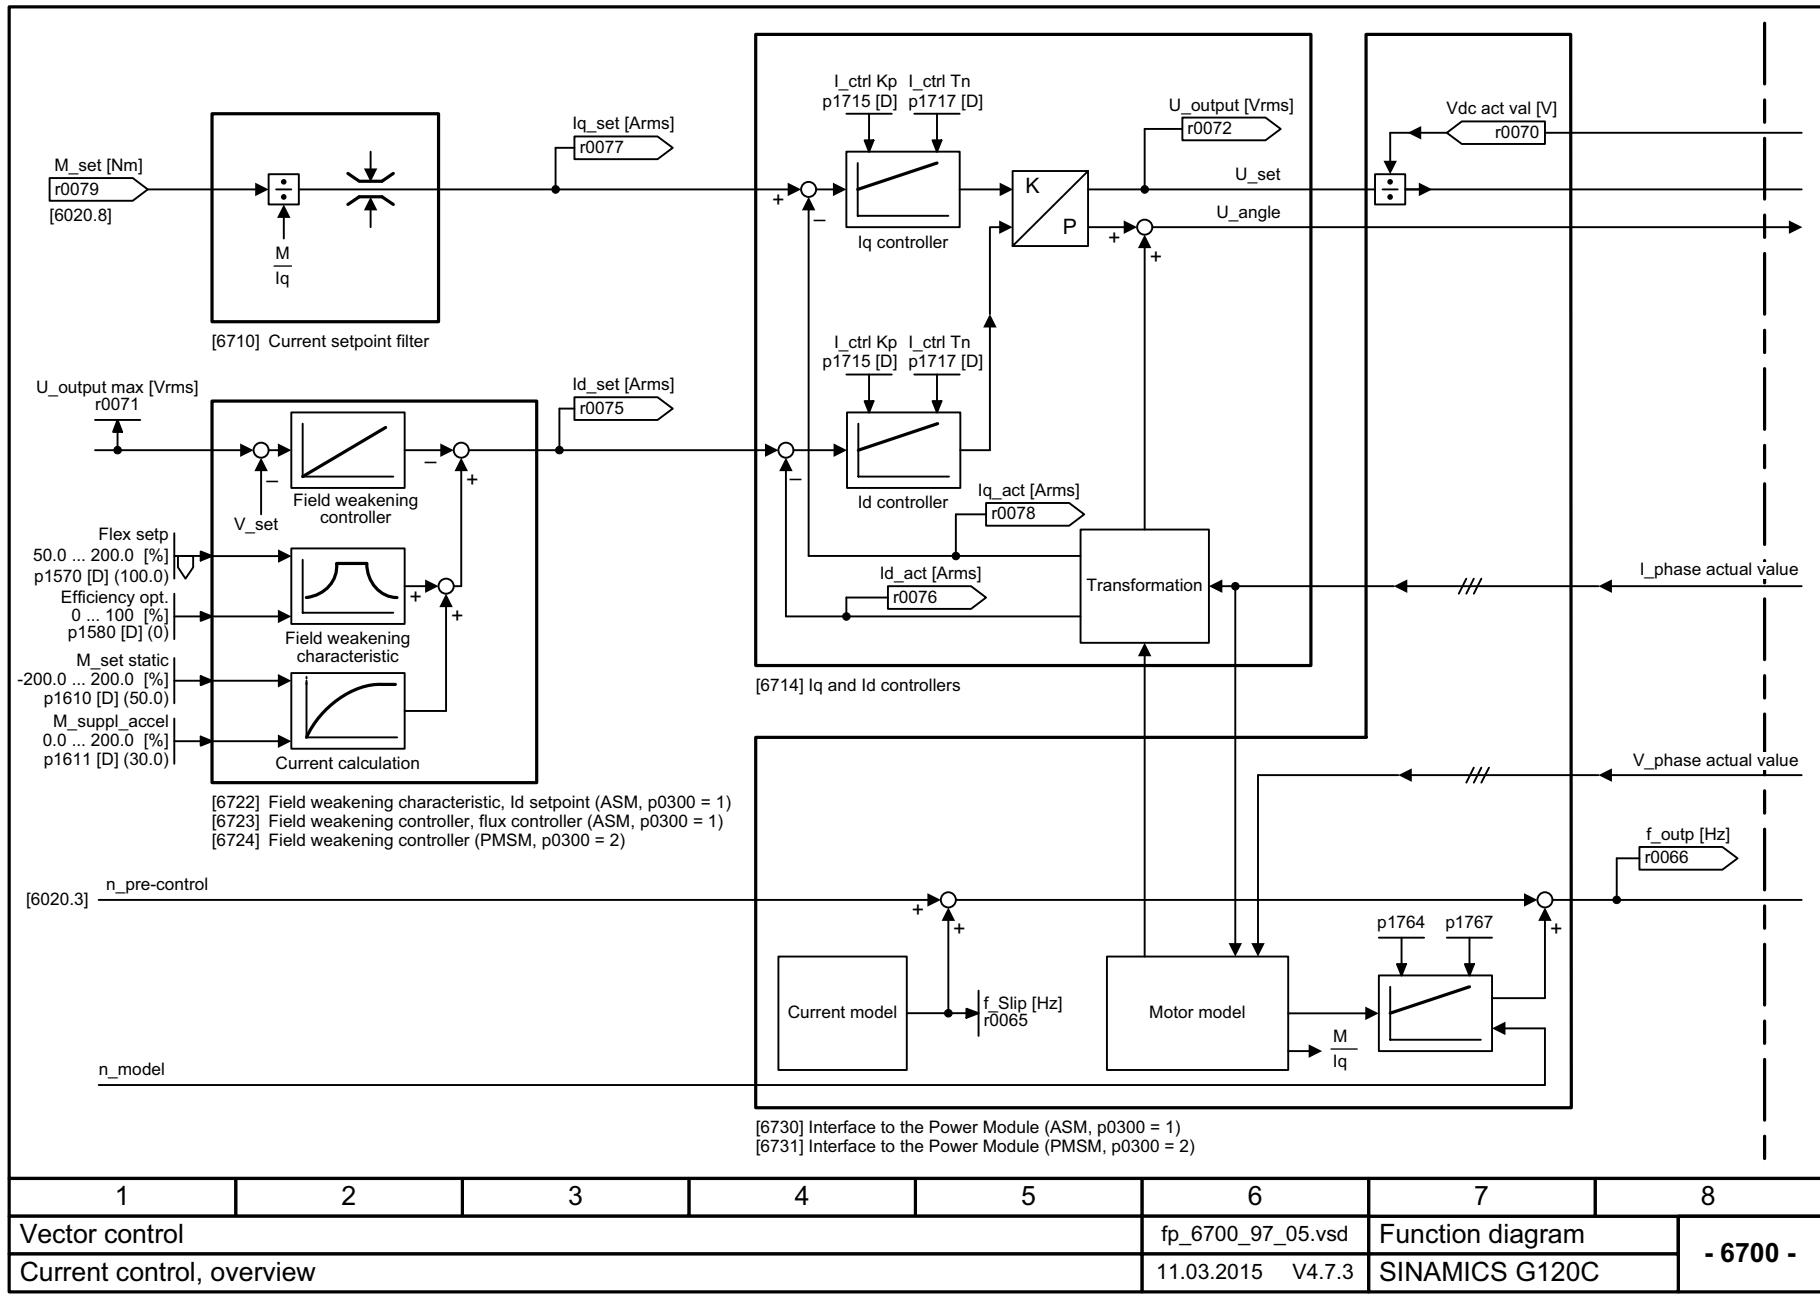 I_ctrl Kp
p1715 [D]
I_ctrl Tn
p1717 [D]
U_output [Vrms]
r0072
Vdc act val [V]
r0070
Iq_set [Arms]
r0077
M_set [Nm]
r0079
[6020.8]
÷
M
Iq
[6710] Current setpoint filter
+
–
Iq controller
K
P
U_set
÷
U_angle
+
+
U_output max [Vrms]
r0071
Id_set [Arms]
r0075
I_ctrl Kp
p1715 [D]
I_ctrl Tn
p1717 [D]
–
V_set
Field weakening
controller
–
+
–
Id controller
Iq_act [Arms]
r0078
Id_act [Arms]
r0076
Transformation
I_phase actual value
Flex setp
50.0 ... 200.0 [%]
p1570 [D] (100.0)
Efficiency opt.
0 ... 100 [%]
p1580 [D] (0)
Field weakening
characteristic
+
+
M_set static
-200.0 ... 200.0 [%]
p1610 [D] (50.0)
M_suppl_accel
0.0 ... 200.0 [%]
p1611 [D] (30.0)
Current calculation
[6714] Iq and Id controllers
V_phase actual value
[6722] Field weakening characteristic, Id setpoint (ASM, p0300 = 1)
[6723] Field weakening controller, flux controller (ASM, p0300 = 1)
[6724] Field weakening controller (PMSM, p0300 = 2)
f_outp [Hz]
r0066
[6020.3]
n_pre-control
+
+
p1764
p1767
+
Current model
f_Slip [Hz]
r0065
Motor model
M
Iq
n_model
[6730] Interface to the Power Module (ASM, p0300 = 1)
[6731] Interface to the Power Module (PMSM, p0300 = 2)
1 2 3 4 5 6 7 8
Vector control
fp_6700_97_05.vsd
Function diagram
- 6700 -
Current control, overview
11.03.2015 V4.7.3
SINAMICS G120C